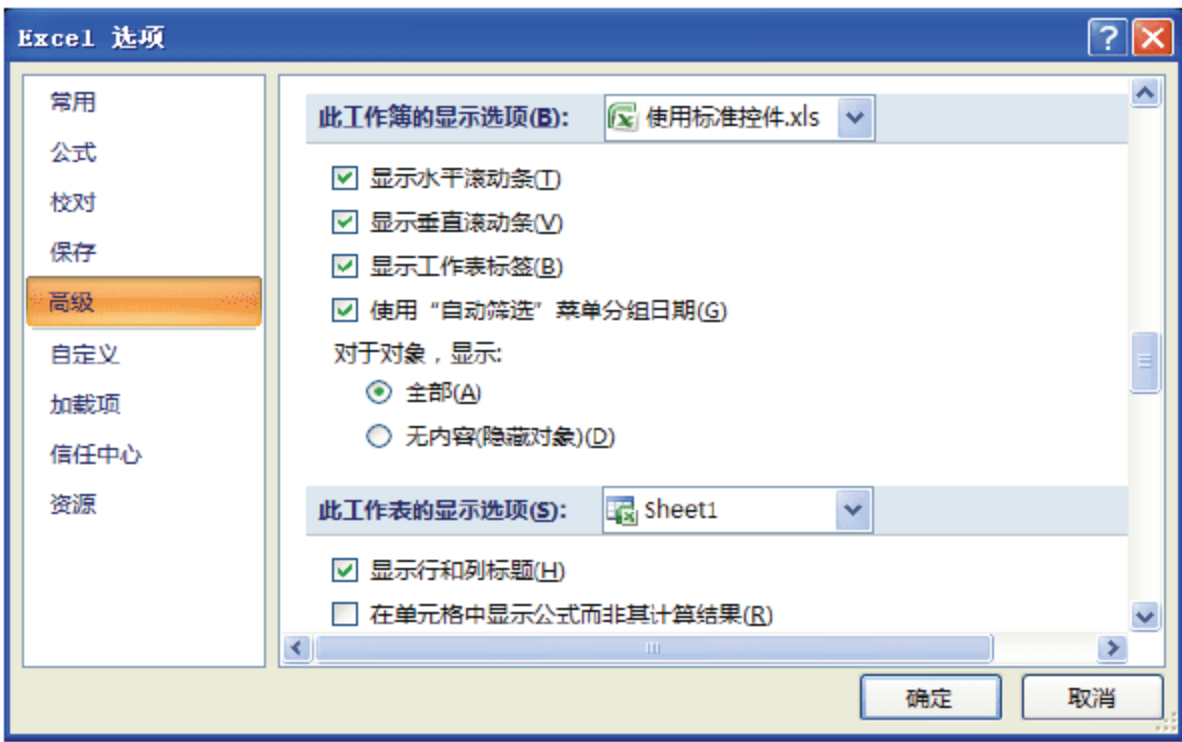 Excel 选项
常用
公式
校对
保存
高级
自定义
加载项
信任中心
资源
此工作簿的显示选项(B): 使用标准控件.xls
显示水平滚动条(T)
显示垂直滚动条(V)
显示工作表标签(B)
使用“自动筛选”菜单分组日期(G)
对于对象，显示:
全部(A)
无内容(隐藏对象)(D)
此工作表的显示选项(S): Sheet1
显示行和列标题(H)
在单元格中显示公式而非其计算结果(R)
确定 取消